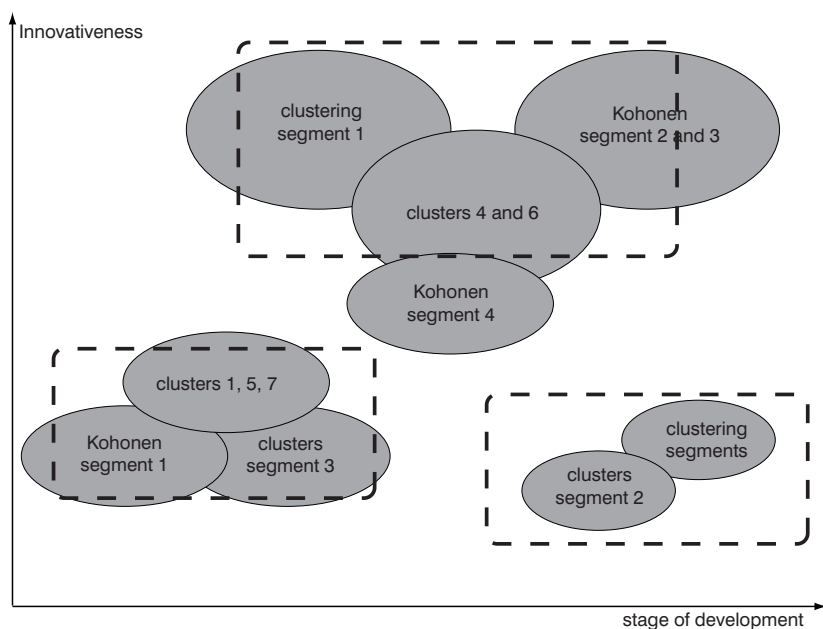 Innovativeness
clustering
segment 1
Kohonen
segment 2 and 3
clusters 4 and 6
Kohonen
segment 4
clusters 1, 5, 7
Kohonen
segment 1
clusters
segment 3
clustering
segments
clusters
segment 2
stage of development